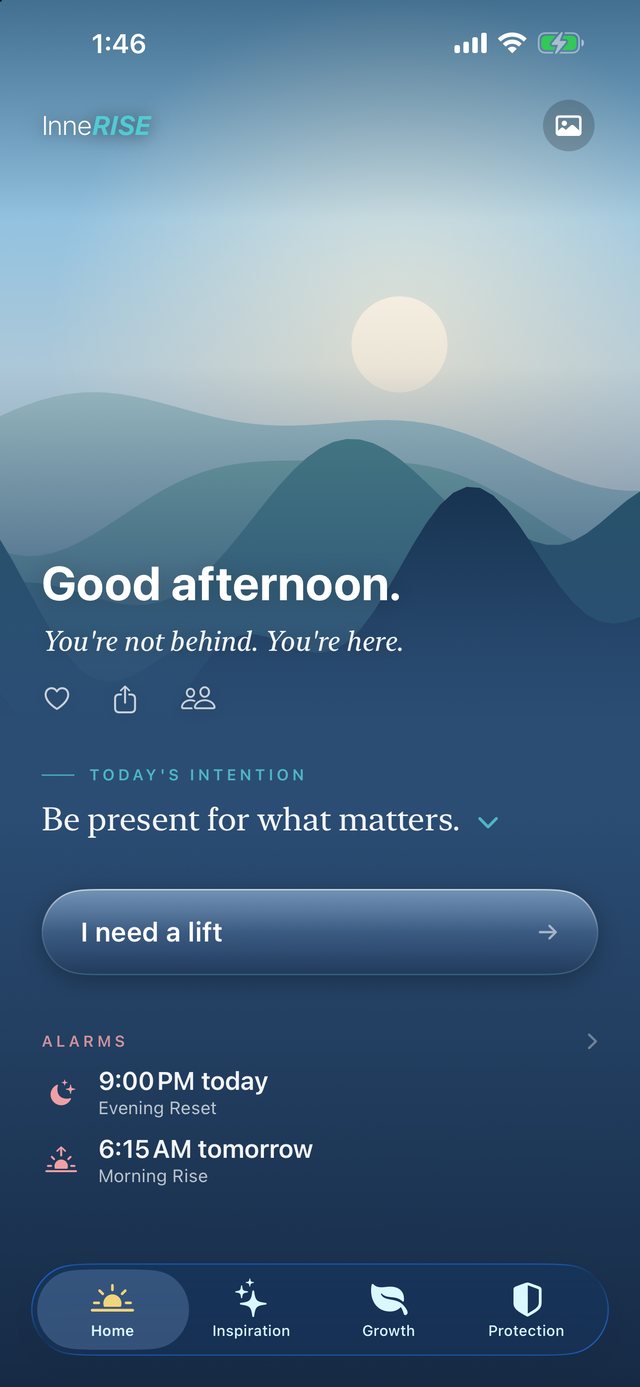 1:46
InneRISE
Good afternoon.
You're not behind. You're here.
TODAY'S INTENTION
Be present for what matters.
I need a lift
ALARMS
9:00 PM today
Evening Reset
6:15 AM tomorrow
Morning Rise
Home
Inspiration
Growth
Protection